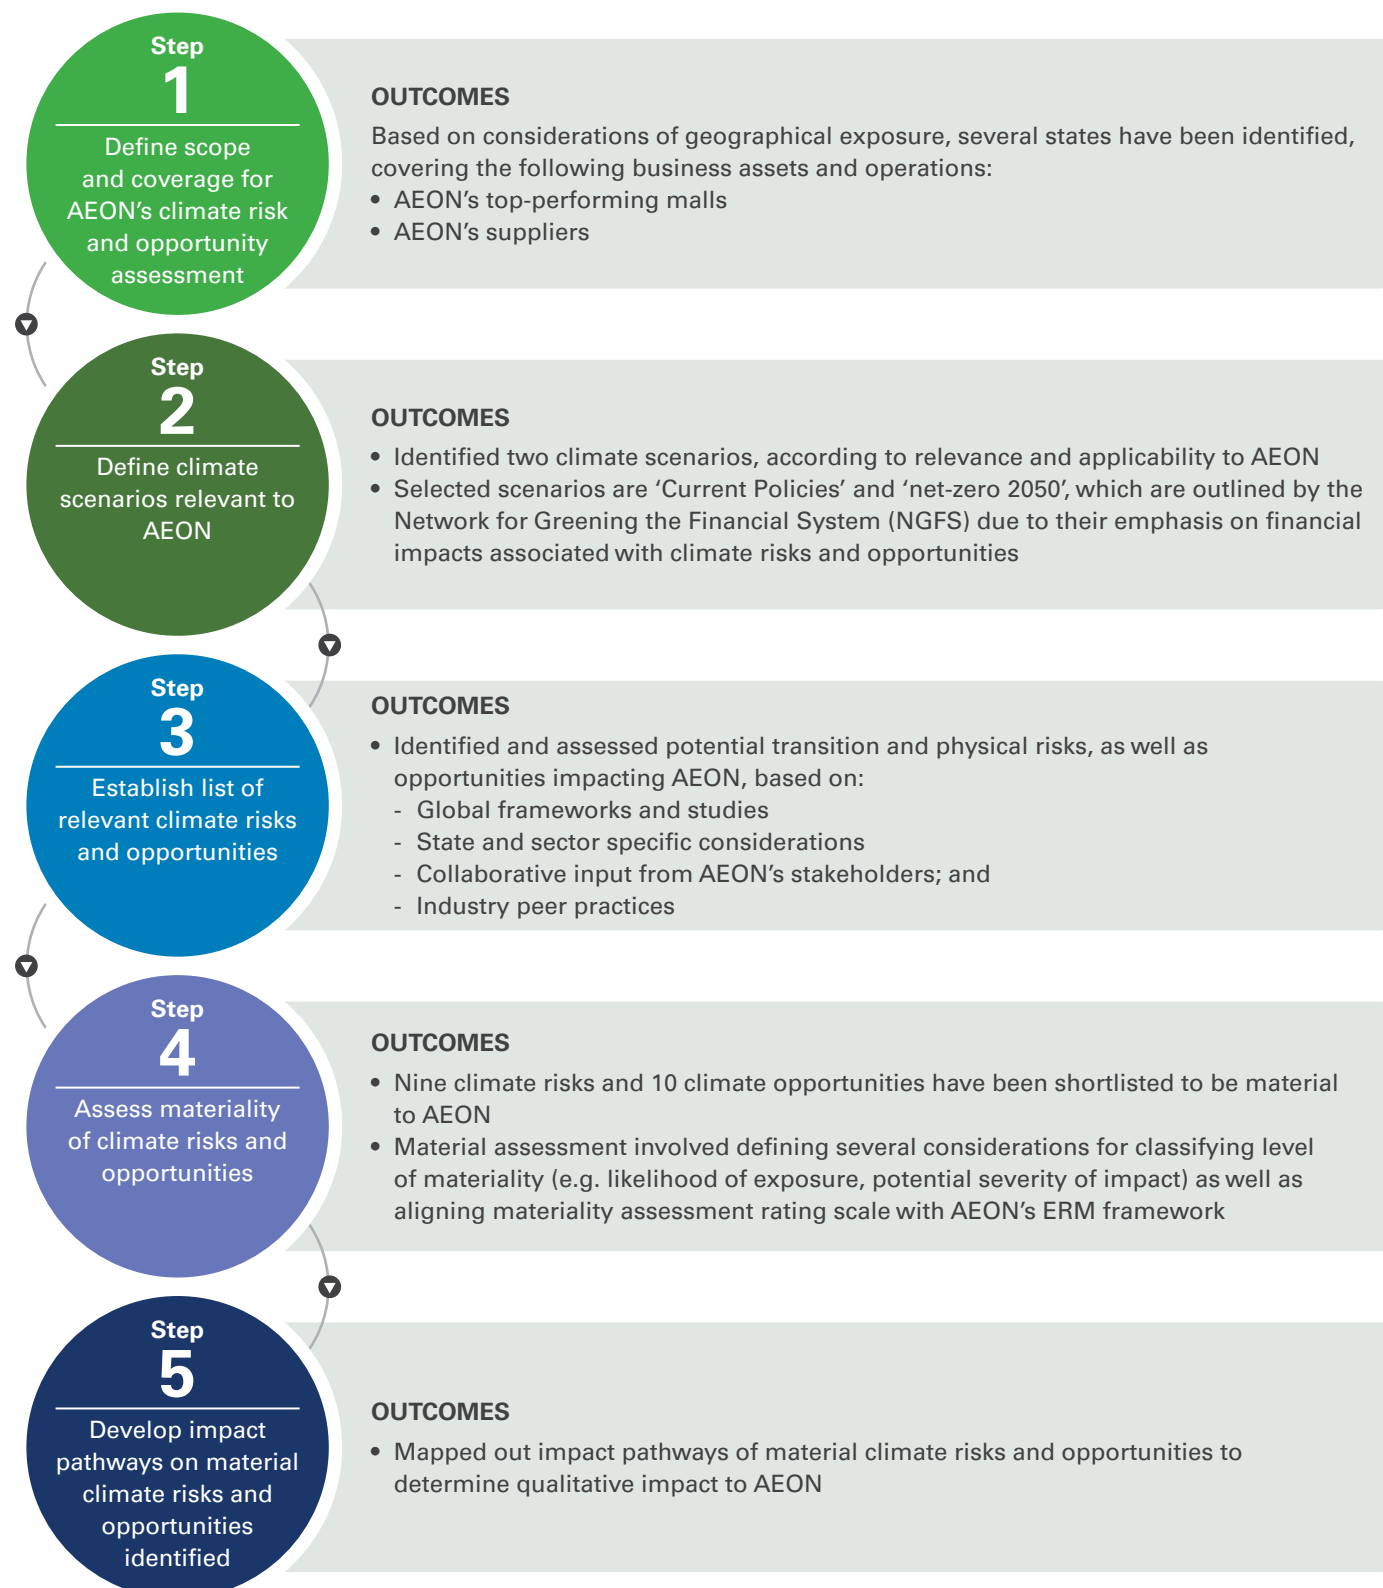 Step
1
Define scope
and coverage for
AEON’s climate risk
and opportunity
assessment
OUTCOMES
Based on considerations of geographical exposure, several states have been identified,
covering the following business assets and operations:
• AEON’s top-performing malls
• AEON’s suppliers
Step
2
Define climate
scenarios relevant to
AEON
OUTCOMES
• Identified two climate scenarios, according to relevance and applicability to AEON
• Selected scenarios are ‘Current Policies’ and ‘net-zero 2050’, which are outlined by the
Network for Greening the Financial System (NGFS) due to their emphasis on financial
impacts associated with climate risks and opportunities
Step
3
Establish list of
relevant climate risks
and opportunities
OUTCOMES
• Identified and assessed potential transition and physical risks, as well as
opportunities impacting AEON, based on:
- Global frameworks and studies
- State and sector specific considerations
- Collaborative input from AEON’s stakeholders; and
- Industry peer practices
Step
4
Assess materiality
of climate risks and
opportunities
OUTCOMES
• Nine climate risks and 10 climate opportunities have been shortlisted to be material
to AEON
• Material assessment involved defining several considerations for classifying level
of materiality (e.g. likelihood of exposure, potential severity of impact) as well as
aligning materiality assessment rating scale with AEON’s ERM framework
Step
5
Develop impact
pathways on material
climate risks and
opportunities
identified
OUTCOMES
• Mapped out impact pathways of material climate risks and opportunities to
determine qualitative impact to AEON